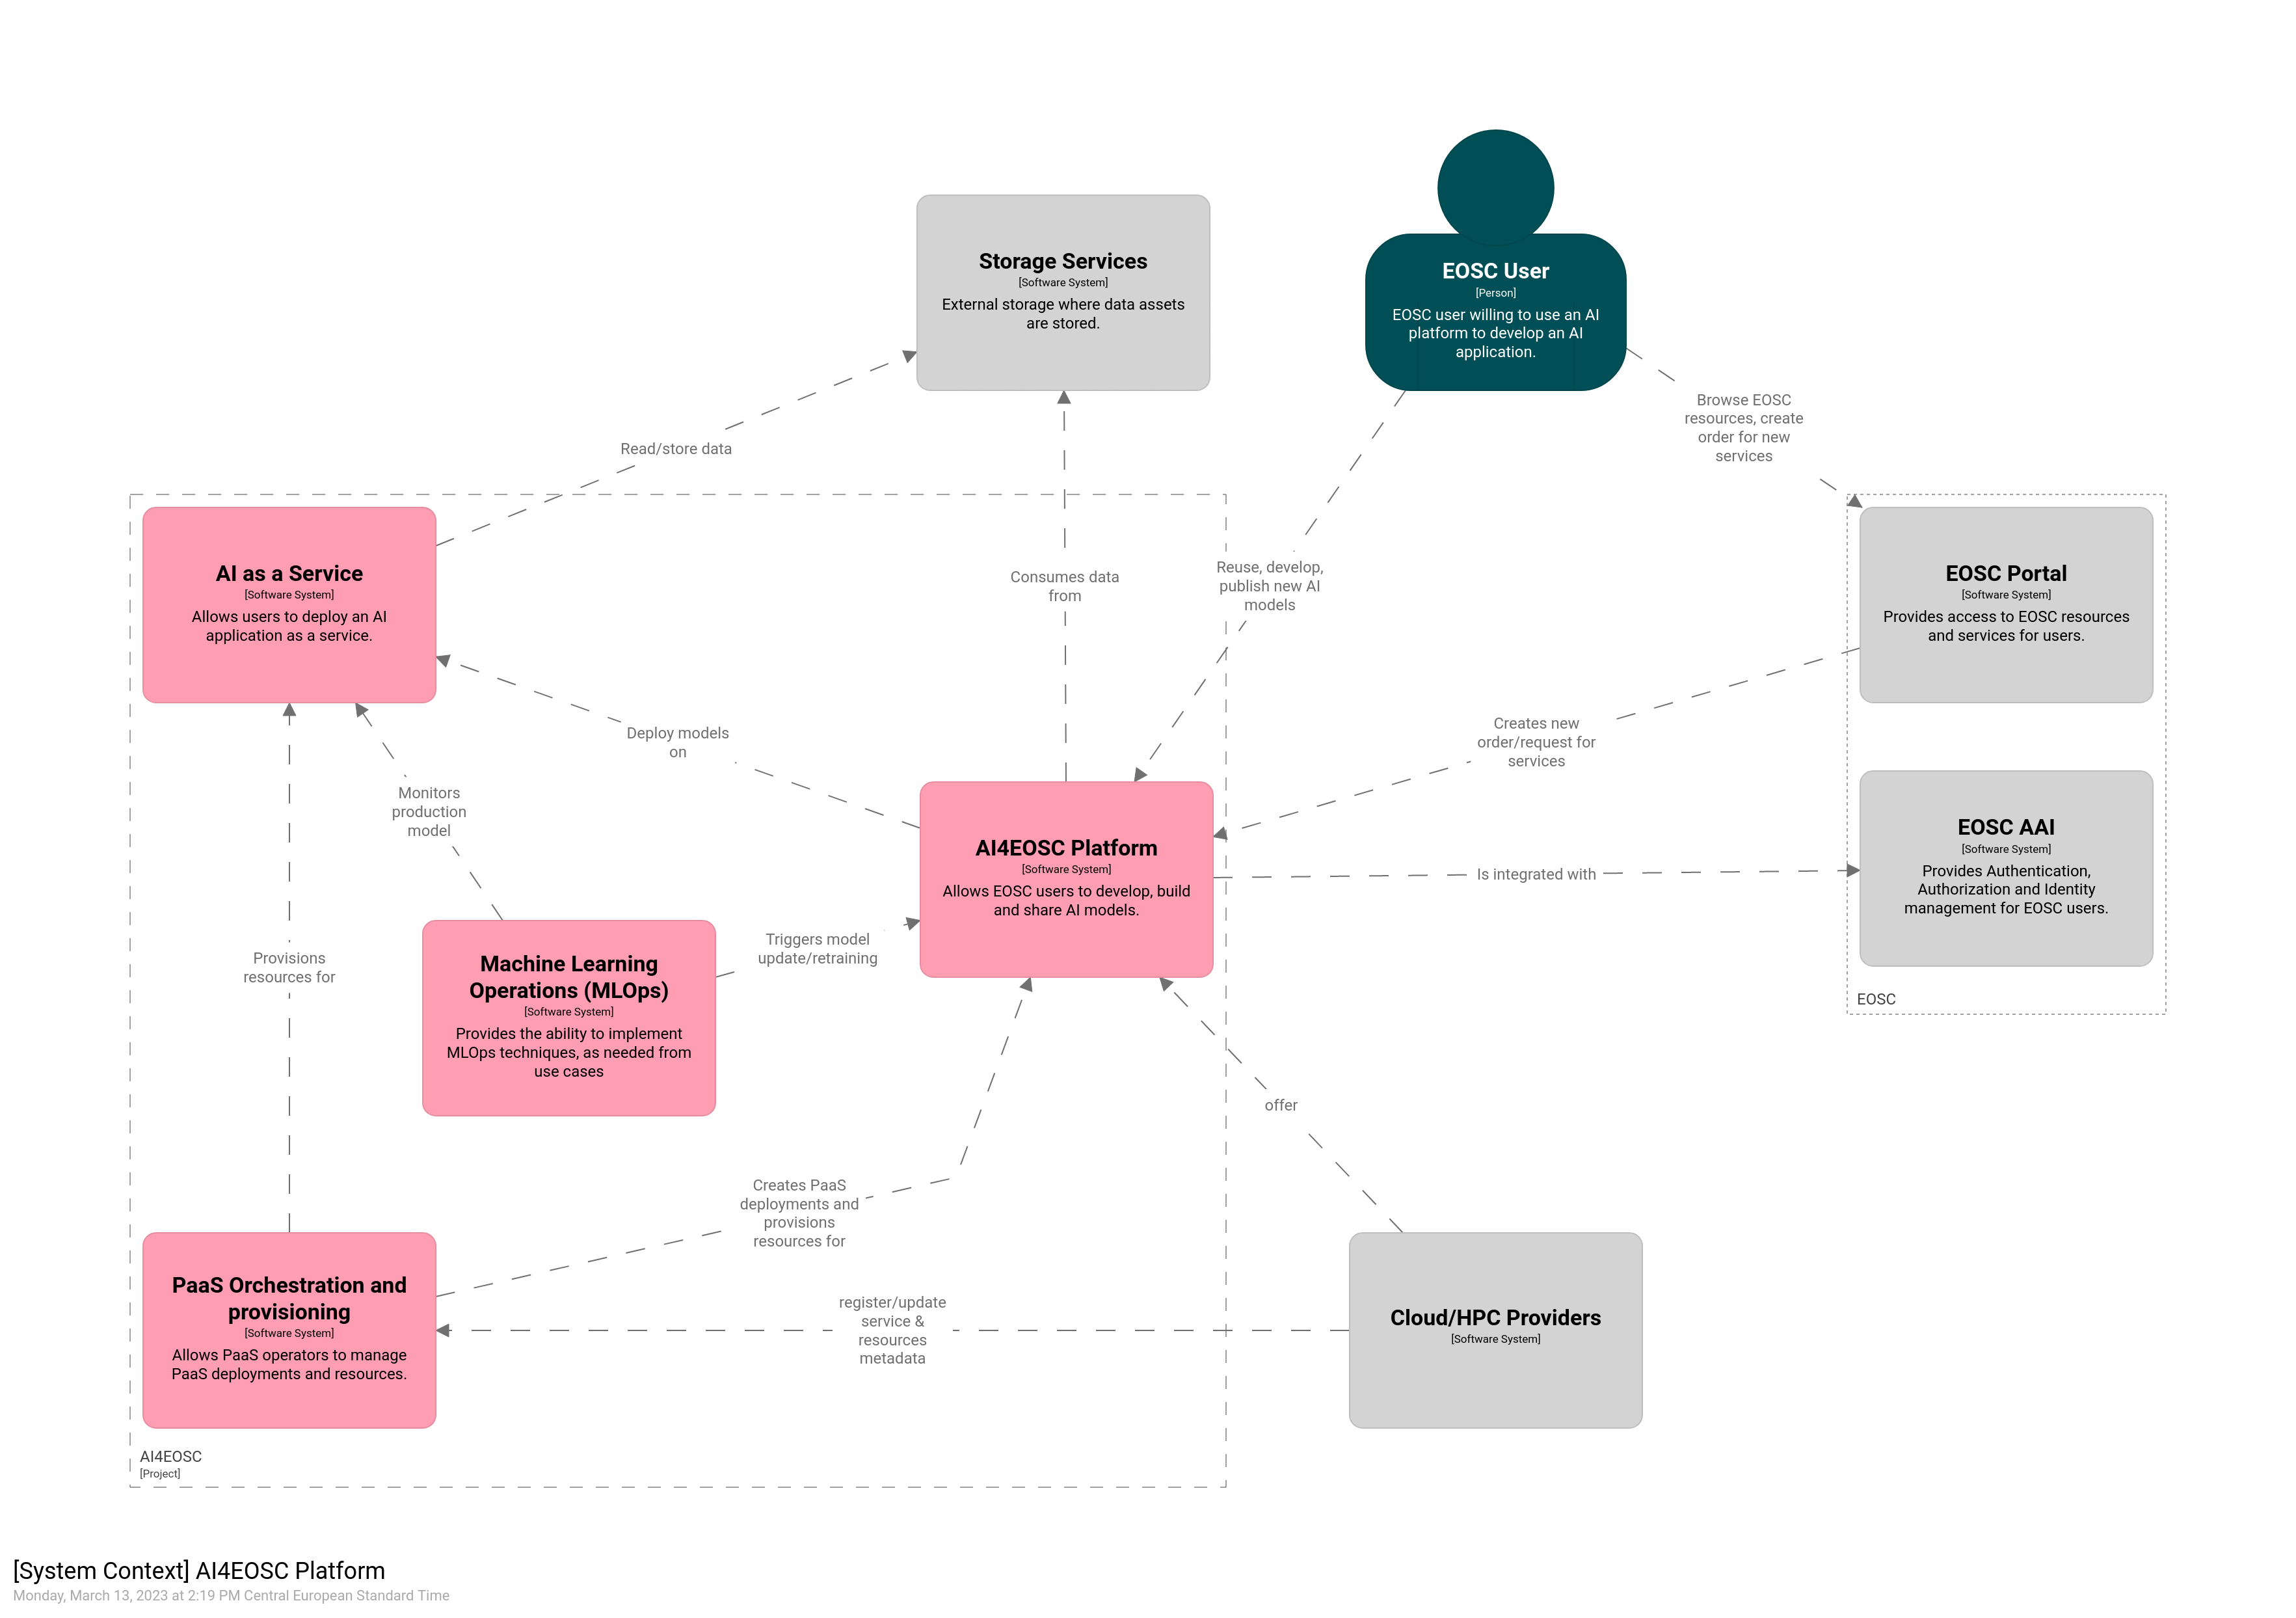 Storage Services
[Software System]
External storage where data assets
are stored.
EOSC User
[Person]
EOSC user willing to use an AI
platform to develop an AI
application.
Browse EOSC
resources, create
order for new
services
Read/store data
AI as a Service
[Software System]
Allows users to deploy an AI
application as a service.
Consumes data
from
Reuse, develop,
publish new AI
models
EOSC Portal
[Software System]
Provides access to EOSC resources
and services for users.
Deploy models
on
Creates new
order/request for
services
Monitors
production
model
AI4EOSC Platform
[Software System]
Allows EOSC users to develop, build
and share AI models.
Is integrated with
EOSC AAI
[Software System]
Provides Authentication,
Authorization and Identity
management for EOSC users.
EOSC
Provisions
resources for
Machine Learning
Operations (MLOps)
[Software System]
Provides the ability to implement
MLOps techniques, as needed from
use cases
Triggers model
update/retraining
offer
Creates PaaS
deployments and
provisions
resources for
PaaS Orchestration and
provisioning
[Software System]
Allows PaaS operators to manage
PaaS deployments and resources.
register/update
service &
resources
metadata
Cloud/HPC Providers
[Software System]
AI4EOSC
[Project]
[System Context] AI4EOSC Platform
Monday, March 13, 2023 at 2:19 PM Central European Standard Time